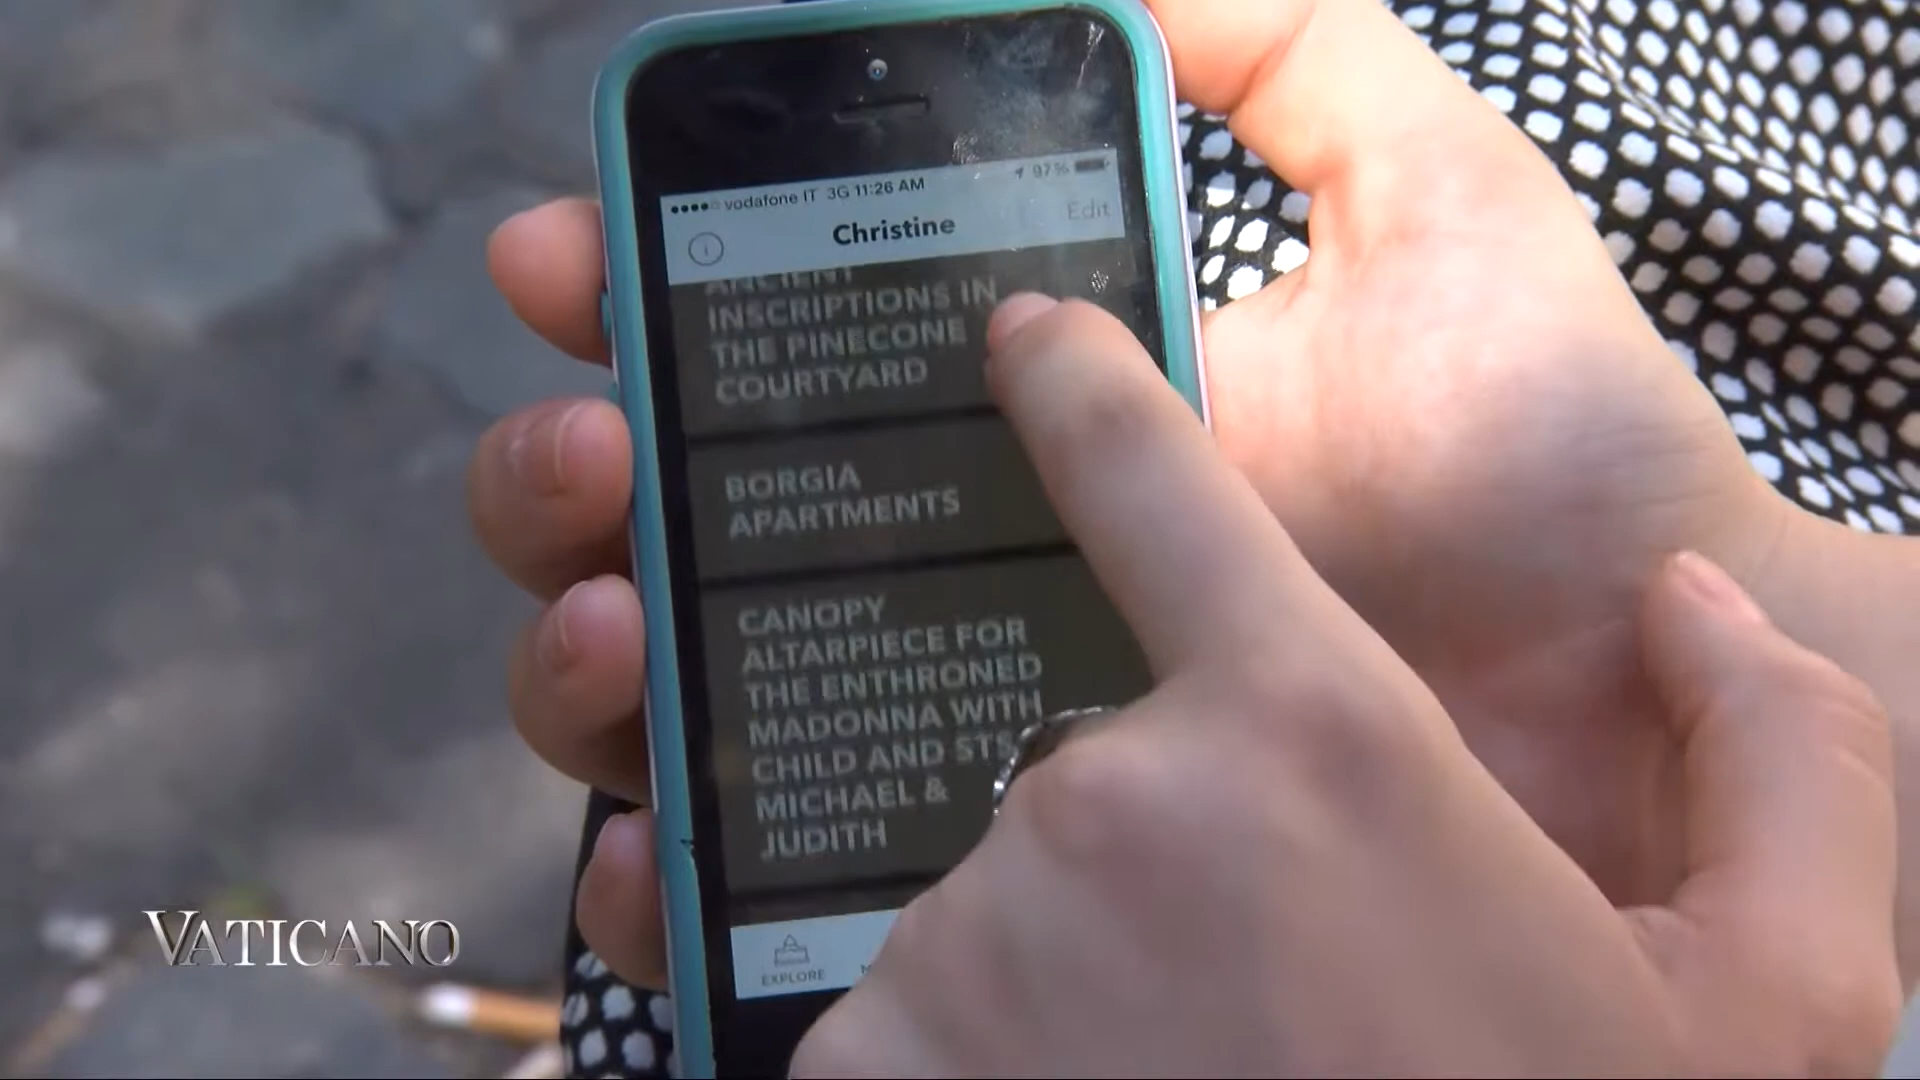 vodafone IT 3G 11:26 AM 97%
Christine
Edit
ANCIENT
INSCRIPTIONS IN
THE PINECONE
COURTYARD
BORGIA
APARTMENTS
CANOPY
ALTARPIECE FOR
THE ENTHRONED
MADONNA WITH
CHILD AND STS
MICHAEL &
JUDITH
EXPLORE
VATICANO